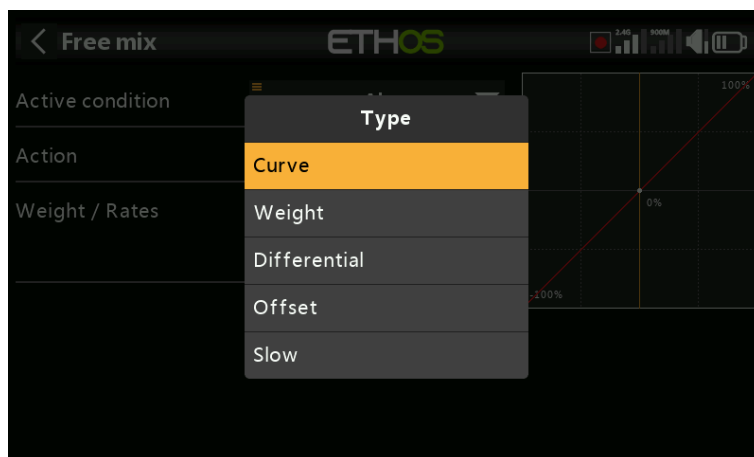 Free mix
ETHOS
2.4G
900M
Active condition
Action
Weight / Rates
Type
Curve
Weight
Differential
Offset
Slow
100%
0%
-100%